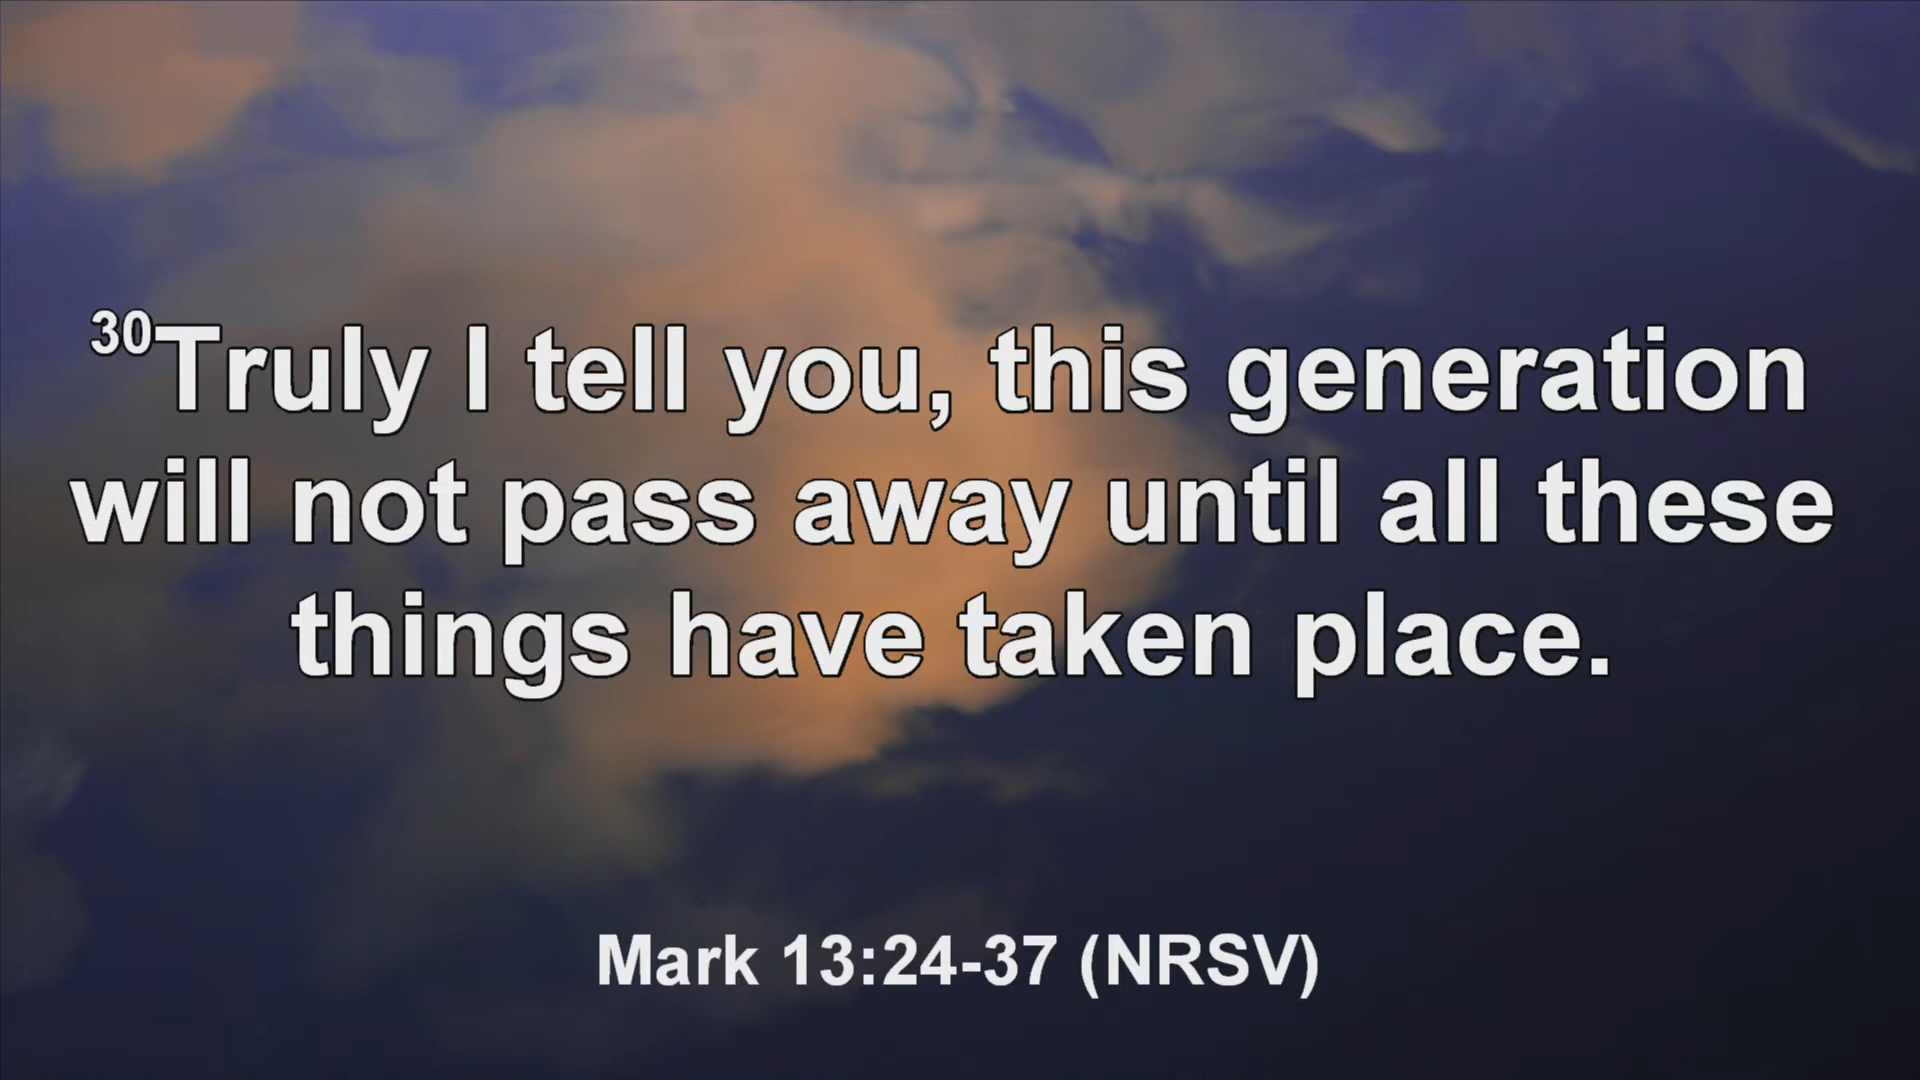 30Truly I tell you, this generation
will not pass away until all these
things have taken place.
Mark 13:24-37 (NRSV)